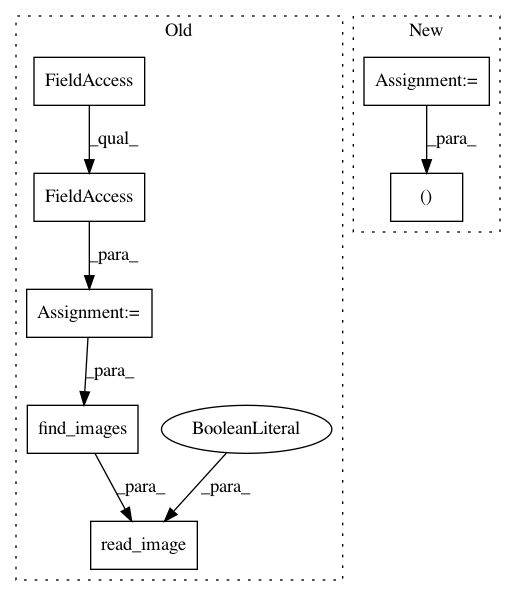 Old
New
FieldAccess
Assignment:=
_qual_
_para_
FieldAccess
()
_para_
Assignment:=
_para_
find_images
BooleanLiteral
_para_
_para_
read_image